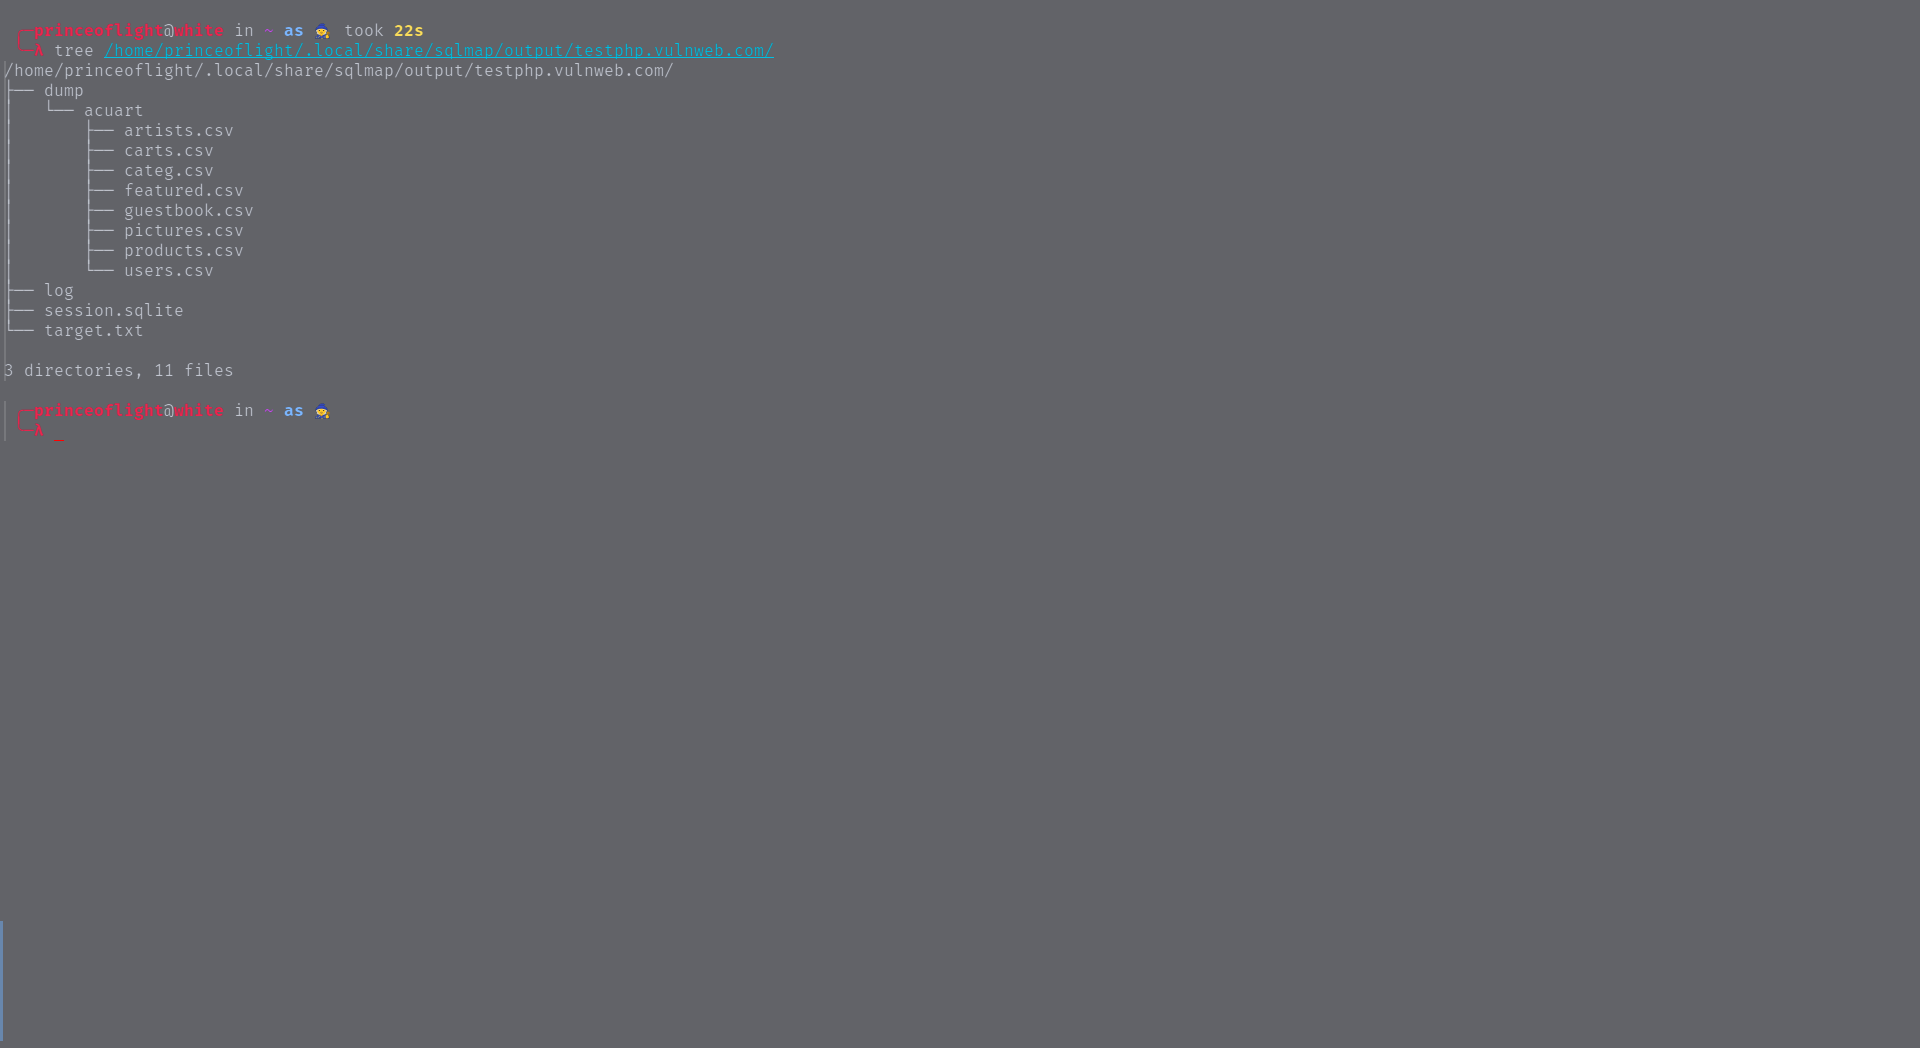 ╭─princeoflight@white in ~ as 🧙 took 22s
╰─λ tree /home/princeoflight/.local/share/sqlmap/output/testphp.vulnweb.com/
/home/princeoflight/.local/share/sqlmap/output/testphp.vulnweb.com/
├── dump
│   └── acuart
│       ├── artists.csv
│       ├── carts.csv
│       ├── categ.csv
│       ├── featured.csv
│       ├── guestbook.csv
│       ├── pictures.csv
│       ├── products.csv
│       └── users.csv
├── log
├── session.sqlite
└── target.txt

3 directories, 11 files

╭─princeoflight@white in ~ as 🧙
╰─λ _